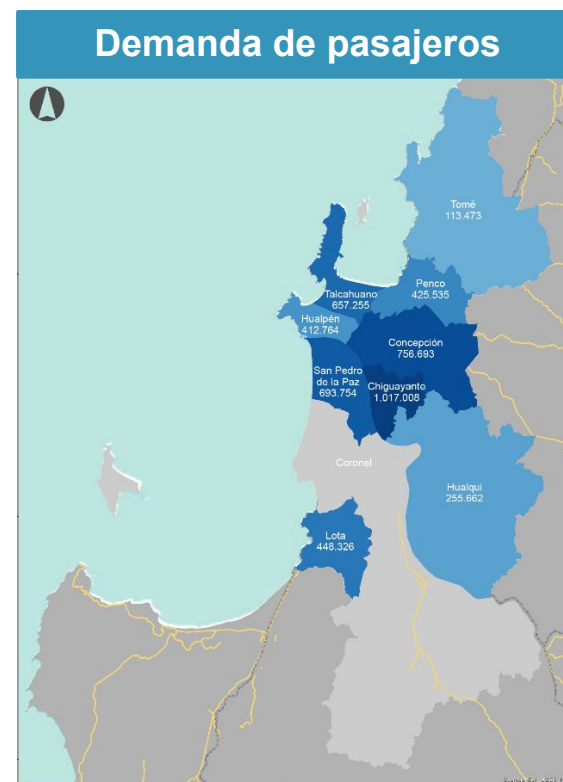 Demanda de pasajeros
Tomé
113.473
Talcahuano
657.255
Penco
425.535
Hualpén
412.764
Concepción
756.693
San Pedro
de la Paz
693.754
Chiguayante
1.017.008
Coronel
Hualqui
255.662
Lota
448.326